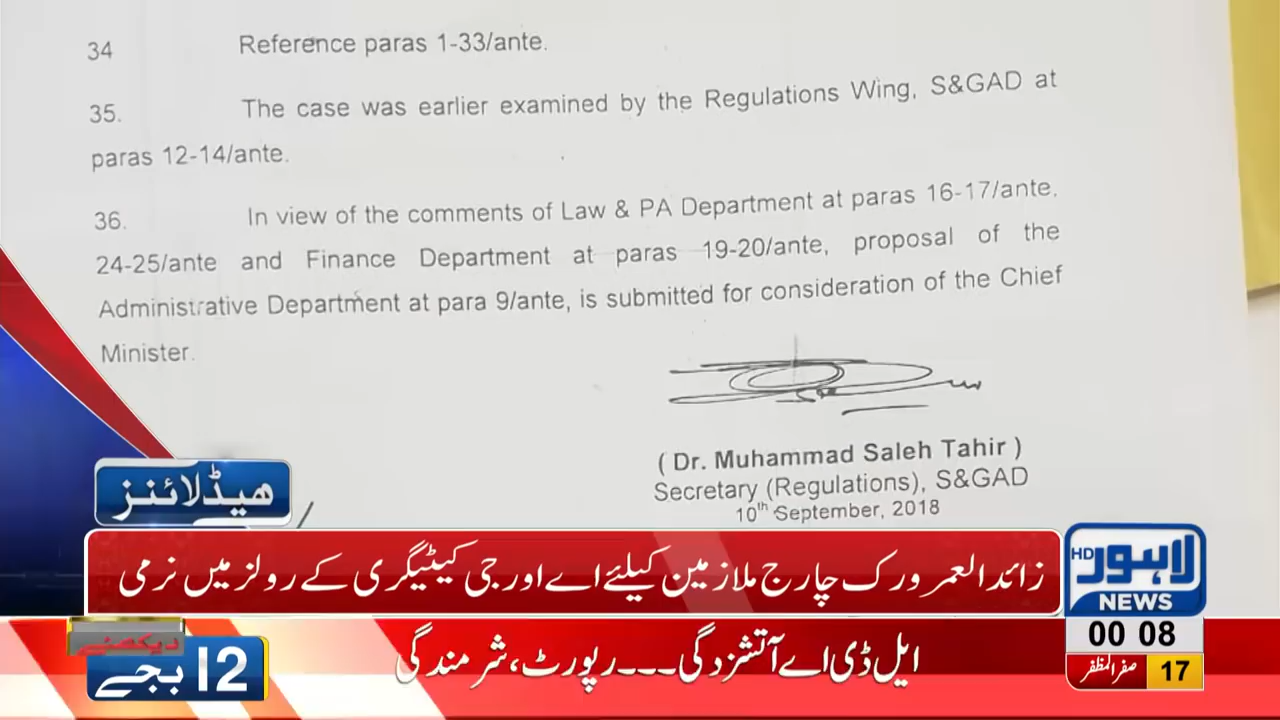 34 Reference paras 1-33/ante.
35. The case was earlier examined by the Regulations Wing, S&GAD at
paras 12-14/ante.
36. In view of the comments of Law & PA Department at paras 16-17/ante.
24-25/ante and Finance Department at paras 19-20/ante, proposal of the
Administrative Department at para 9/ante, is submitted for consideration of the Chief
Minister.
( Dr. Muhammad Saleh Tahir )
Secretary (Regulations), S&GAD
10th September, 2018
ھیڈلائنز
زائدالعمر ورک چارج ملازمین کیلئے اے اور جی کیٹیگری کے رولز میں نرمی
لاہور HD
NEWS
00 08
17 صفرالمظفر
ایل ڈی اے آتشزدگی۔۔۔رپورٹ، شرمندگی
دیکھئے
12 بجے